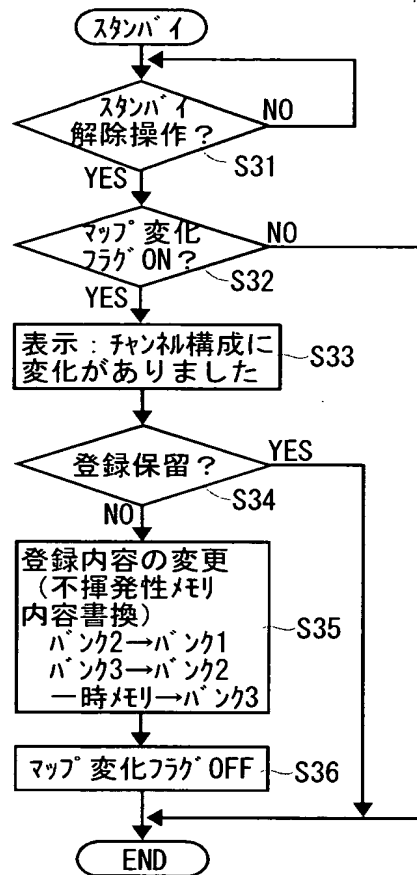 スタンバイ
スタンバイ
解除操作?
NO
S31
YES
マップ変化
フラグON?
NO
S32
YES
表示:チャンネル構成に
変化がありました
S33
登録保留?
YES
S34
NO
登録内容の変更
(不揮発性メモリ
内容書換)
バンク2→バンク1
バンク3→バンク2
一時メモリ→バンク3
S35
マップ変化フラグOFF
S36
END